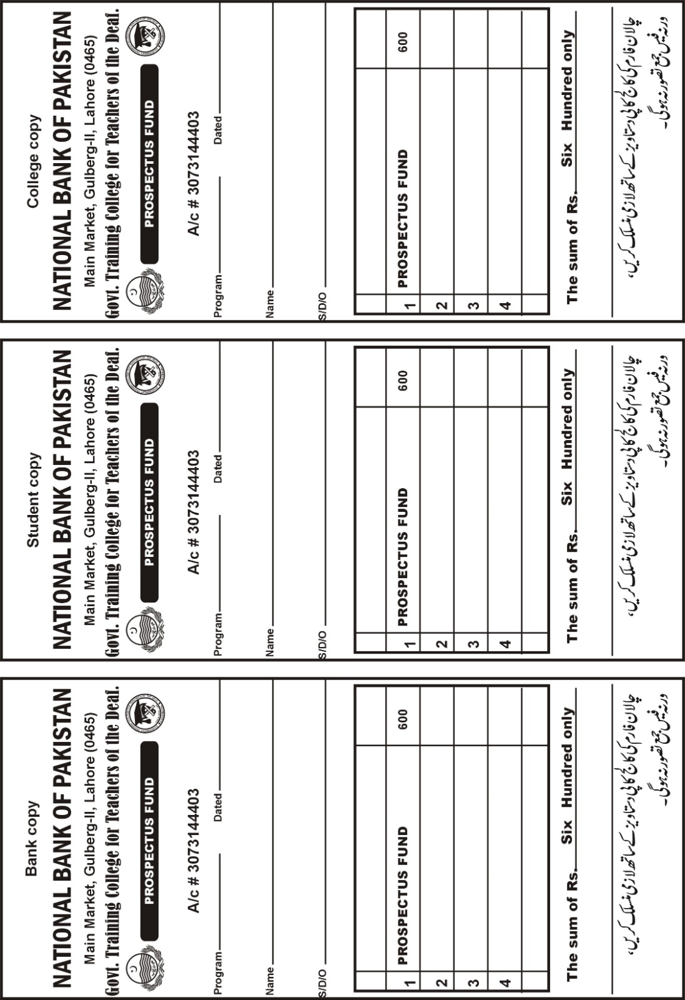 Bank copy
NATIONAL BANK OF PAKISTAN
Main Market, Gulberg-II, Lahore (0465)
Govt. Training College for Teachers of the Deaf.
PROSPECTUS FUND
A/c # 3073144403
Program Dated
Name
S/D/O
1 PROSPECTUS FUND 600
2
3
4
The sum of Rs. Six Hundred only
چالان فارم کی کالج کاپی دستاویز کے ساتھ لازمی منسلک کریں،
ورنہ فیس جمع تصور نہ ہوگی۔
Student copy
NATIONAL BANK OF PAKISTAN
Main Market, Gulberg-II, Lahore (0465)
Govt. Training College for Teachers of the Deaf.
PROSPECTUS FUND
A/c # 3073144403
Program Dated
Name
S/D/O
1 PROSPECTUS FUND 600
2
3
4
The sum of Rs. Six Hundred only
چالان فارم کی کالج کاپی دستاویز کے ساتھ لازمی منسلک کریں،
ورنہ فیس جمع تصور نہ ہوگی۔
College copy
NATIONAL BANK OF PAKISTAN
Main Market, Gulberg-II, Lahore (0465)
Govt. Training College for Teachers of the Deaf.
PROSPECTUS FUND
A/c # 3073144403
Program Dated
Name
S/D/O
1 PROSPECTUS FUND 600
2
3
4
The sum of Rs. Six Hundred only
چالان فارم کی کالج کاپی دستاویز کے ساتھ لازمی منسلک کریں،
ورنہ فیس جمع تصور نہ ہوگی۔